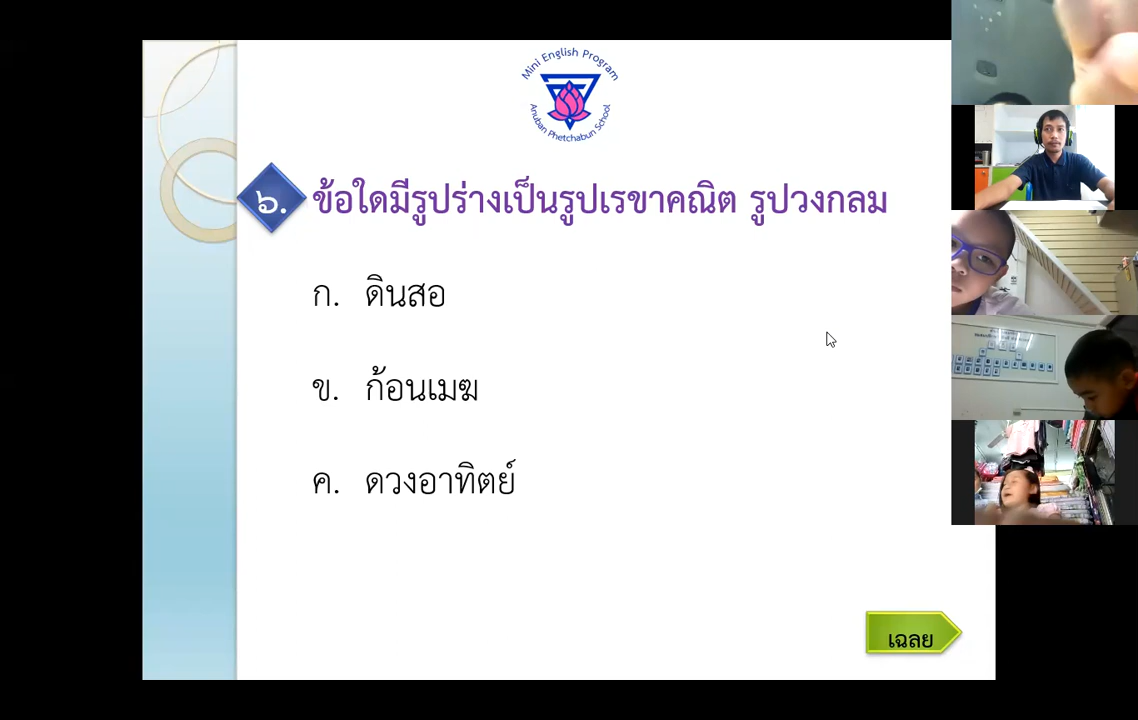 Mini English Program
Anuban Phetchabun School
๖. ข้อใดมีรูปร่างเป็นรูปเรขาคณิต รูปวงกลม
ก. ดินสอ
ข. ก้อนเมฆ
ค. ดวงอาทิตย์
เฉลย